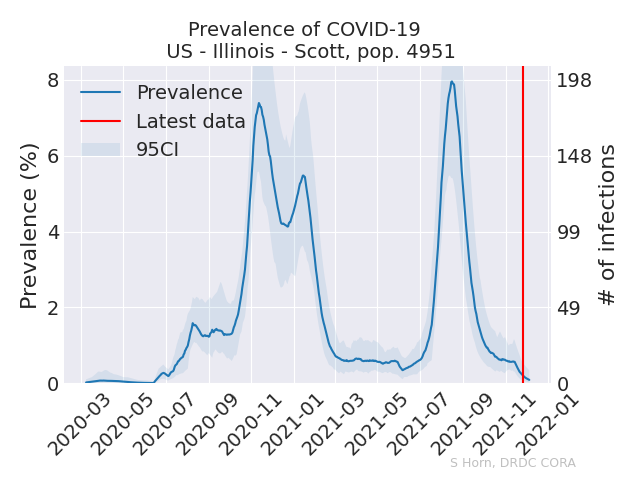 Prevalence of COVID-19
US - Illinois - Scott, pop. 4951
Prevalence
Latest data
95CI
Prevalence (%)
8
6
4
2
0
198
148
99
49
0
# of infections
2020-03
2020-05
2020-07
2020-09
2020-11
2021-01
2021-03
2021-05
2021-07
2021-09
2021-11
2022-01
S Horn, DRDC CORA